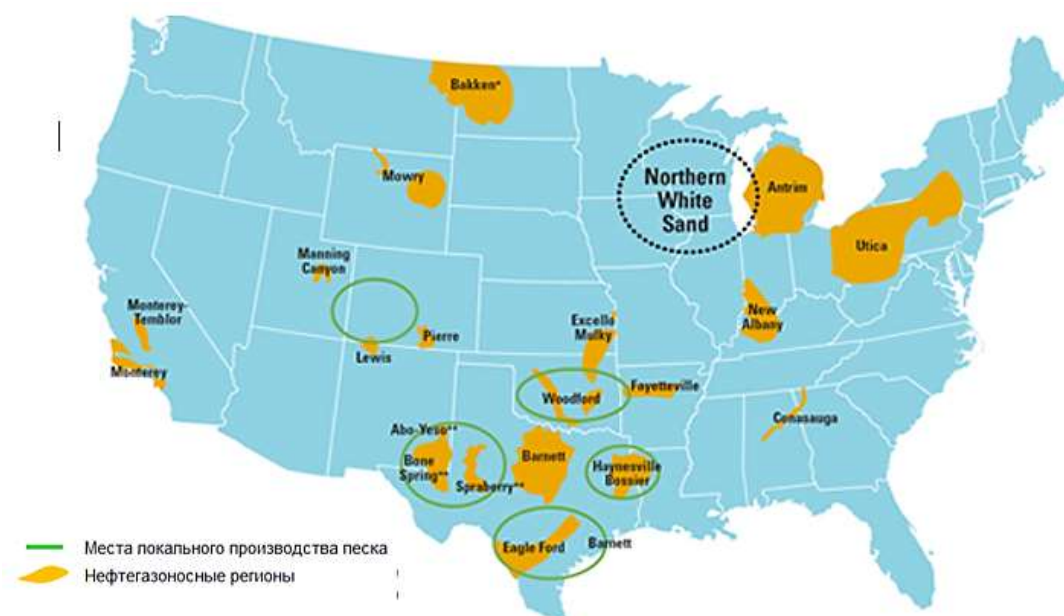 Bakken*
Mowry
Northern
White
Sand
Antrim
Utica
Manning
Canyon
Monterey-
Temblor
New
Albany
Excello
Mulky
Pierre
Lewis
Monterey
Fayetteville
Woodford
Conasauga
Abo-Yeso**
Bone
Spring**
Spraberry**
Barnett
Haynesville
Bossier
Eagle Ford
Barnett
Места локального производства песка
Нефтегазоносные регионы